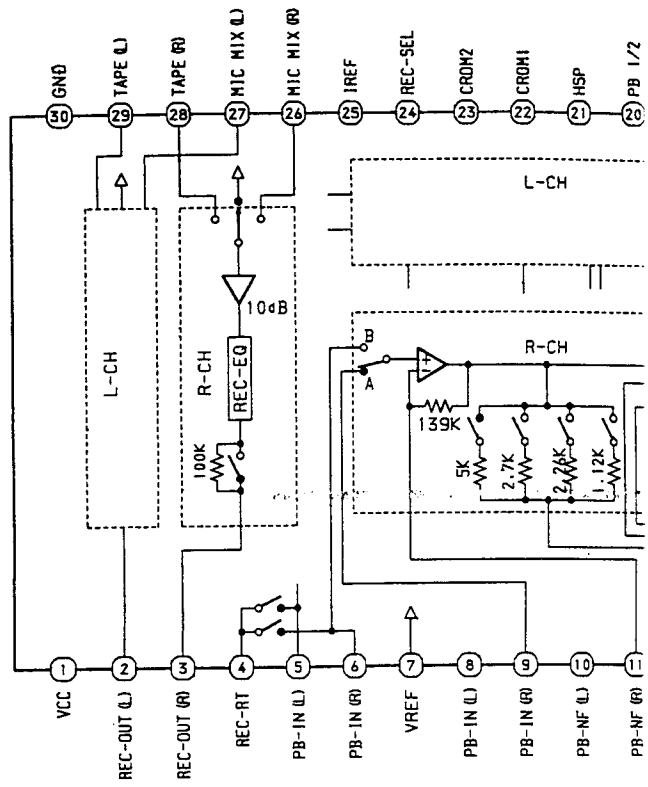 GND
TAPE (L)
TAPE (R)
MIC MIX (L)
MIC MIX (R)
IREF
REC-SEL
CROM2
CROM1
HSP
PB 1/2
30
29
28
27
26
25
24
23
22
21
20
L-CH
L-CH
R-CH
10dB
REC-EQ
100K
B
A
R-CH
139K
5K
2.7K
2.26K
1.12K
1
2
3
4
5
6
7
8
9
10
11
VCC
REC-OUT (L)
REC-OUT (R)
REC-RT
PB-IN (L)
PB-IN (R)
VREF
PB-IN (L)
PB-IN (R)
PB-NF (L)
PB-NF (R)